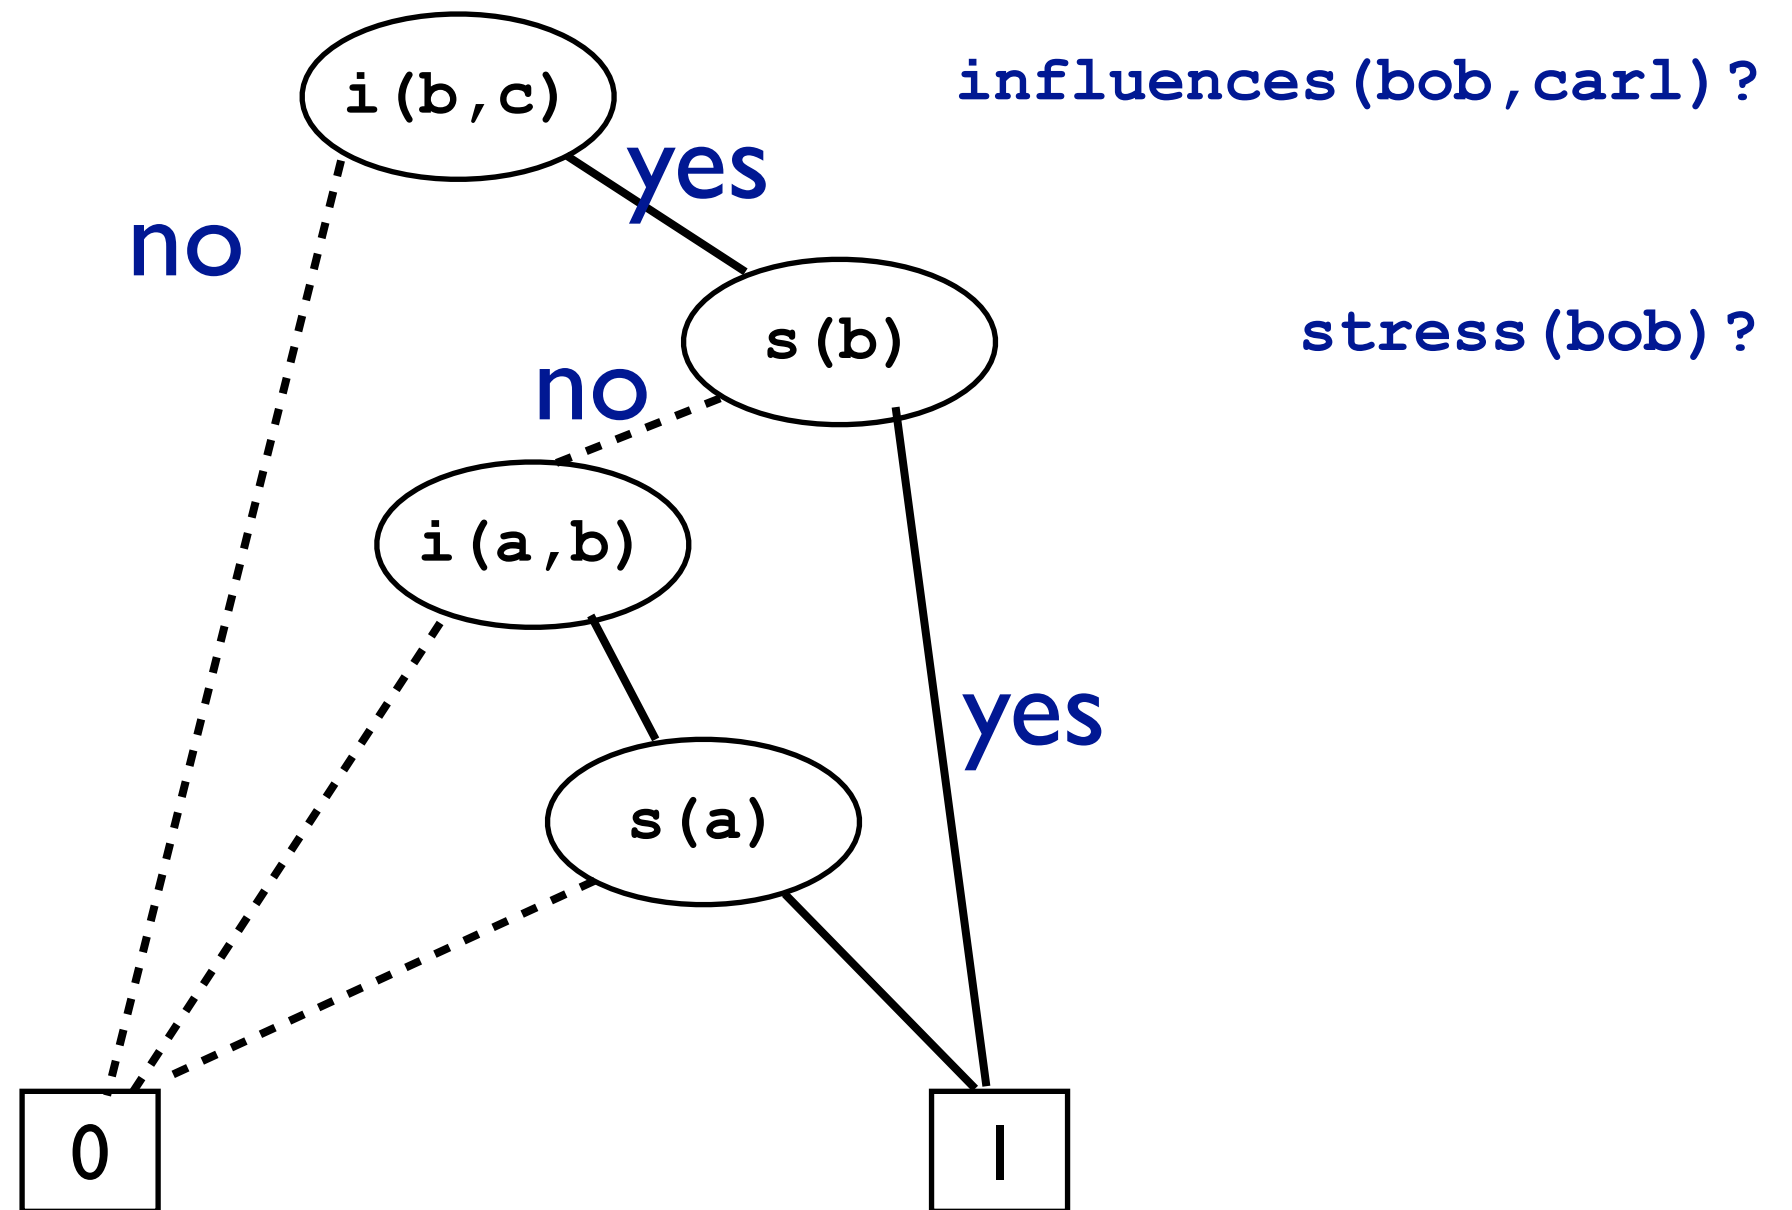 i(b,c)
influences(bob,carl)?
yes
no
s(b)
stress(bob)?
no
i(a,b)
yes
s(a)
0
1